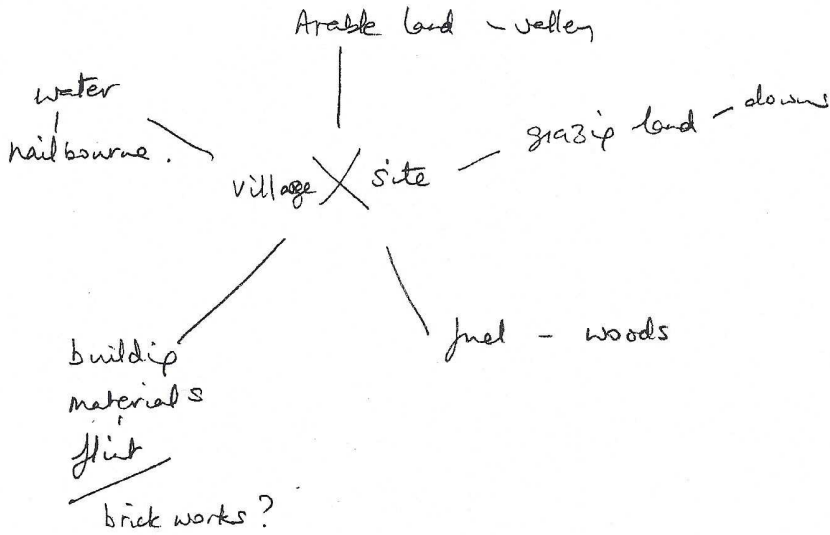 Arable land - valley
water
nailbourne.
grazing land - downs
village X site
fuel - woods
building
materials
flint
brick works?